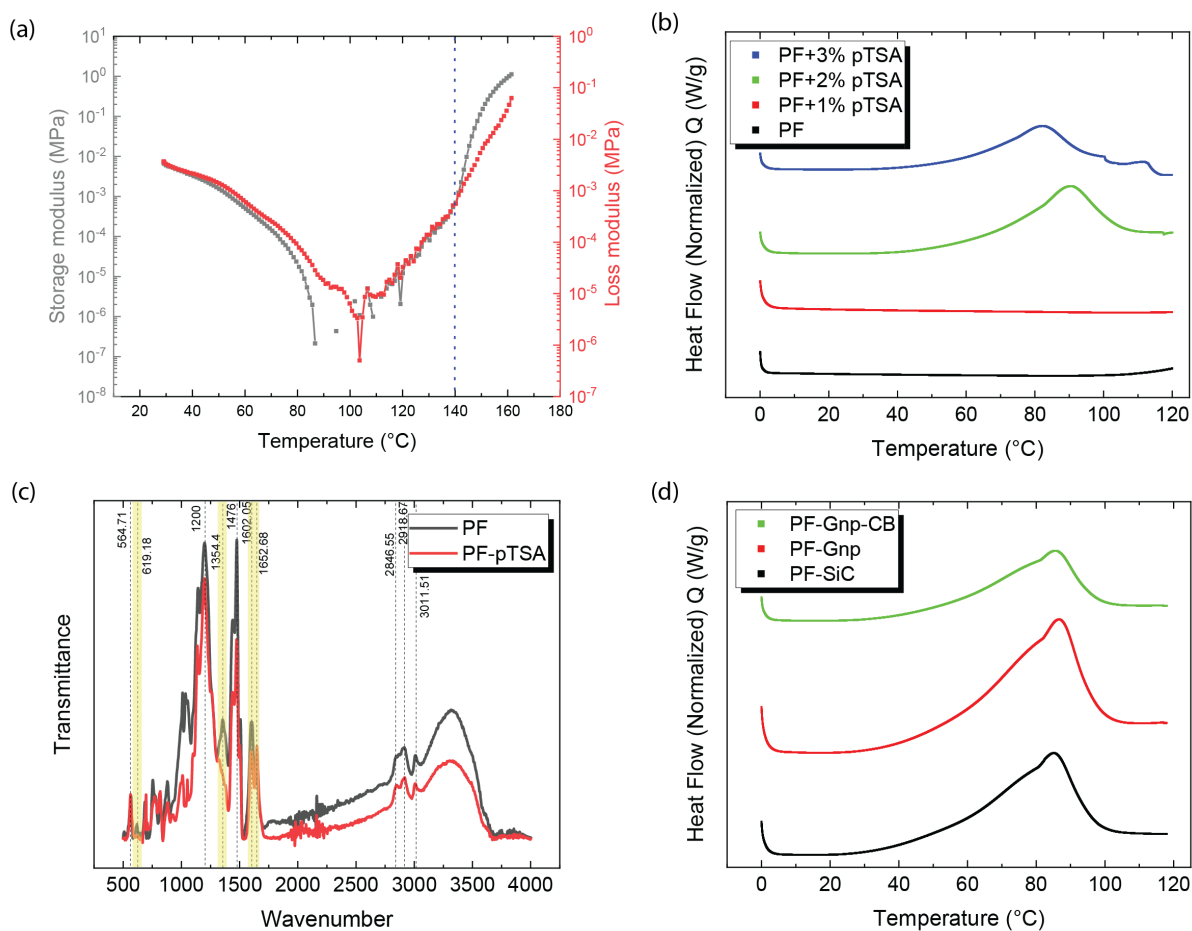 (a)
10^1
10^0
10^-1
10^-2
10^-3
10^-4
10^-5
10^-6
10^-7
10^-8
Storage modulus (MPa)
10^0
10^-1
10^-2
10^-3
10^-4
10^-5
10^-6
10^-7
Loss modulus (MPa)
20 40 60 80 100 120 140 160 180
Temperature (°C)
(b)
PF+3% pTSA
PF+2% pTSA
PF+1% pTSA
PF
Heat Flow (Normalized) Q (W/g)
0 20 40 60 80 100 120
Temperature (°C)
(c)
564.71
619.18
1200
1354.4
1476
1602.05
1652.68
2846.55
2918.67
3011.51
PF
PF-pTSA
Transmittance
500 1000 1500 2000 2500 3000 3500 4000
Wavenumber
(d)
PF-Gnp-CB
PF-Gnp
PF-SiC
Heat Flow (Normalized) Q (W/g)
0 20 40 60 80 100 120
Temperature (°C)